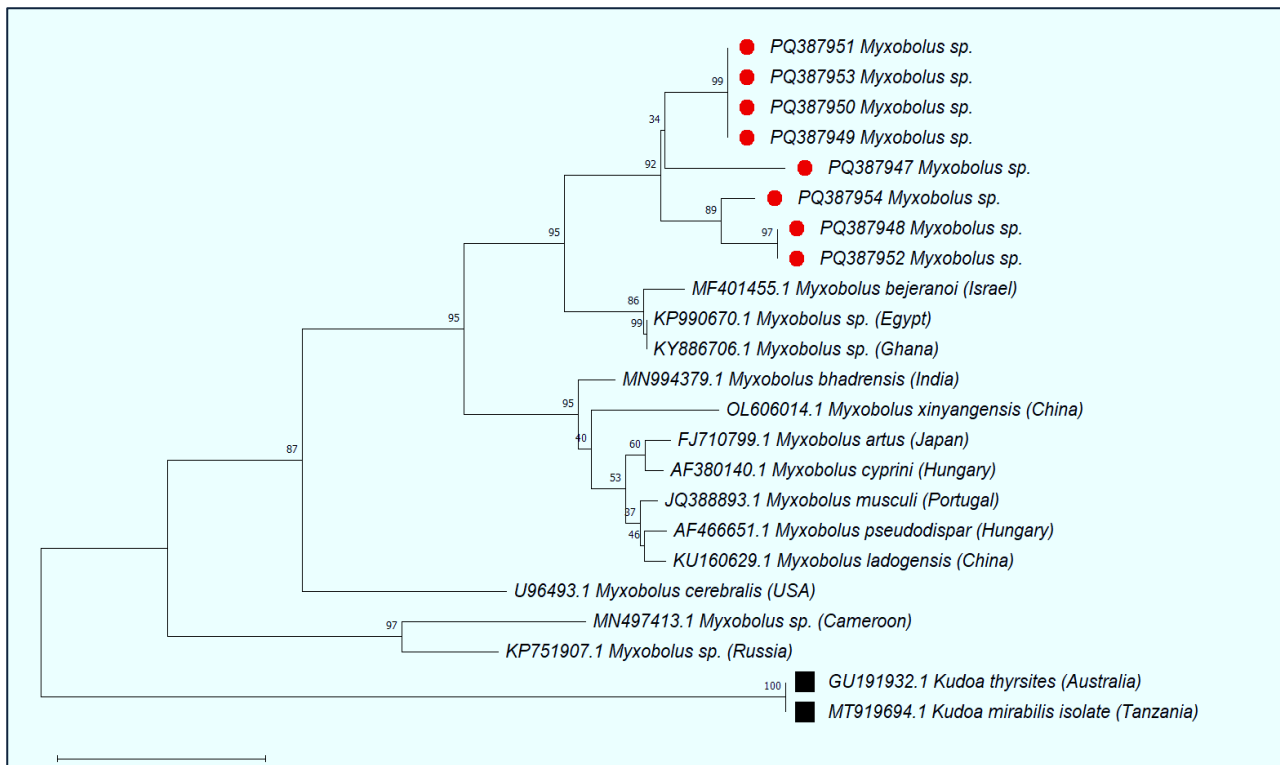 PQ387951 Myxobolus sp.
PQ387953 Myxobolus sp.
99
PQ387950 Myxobolus sp.
34
PQ387949 Myxobolus sp.
92
PQ387947 Myxobolus sp.
PQ387954 Myxobolus sp.
89
PQ387948 Myxobolus sp.
97
95
PQ387952 Myxobolus sp.
MF401455.1 Myxobolus bejeranoi (Israel)
86
KP990670.1 Myxobolus sp. (Egypt)
99
95
KY886706.1 Myxobolus sp. (Ghana)
MN994379.1 Myxobolus bhadrensis (India)
95
OL606014.1 Myxobolus xinyangensis (China)
40
FJ710799.1 Myxobolus artus (Japan)
60
87
AF380140.1 Myxobolus cyprini (Hungary)
53
JQ388893.1 Myxobolus musculi (Portugal)
37
AF466651.1 Myxobolus pseudodispar (Hungary)
46
KU160629.1 Myxobolus ladogensis (China)
U96493.1 Myxobolus cerebralis (USA)
MN497413.1 Myxobolus sp. (Cameroon)
97
KP751907.1 Myxobolus sp. (Russia)
GU191932.1 Kudoa thyrsites (Australia)
100
MT919694.1 Kudoa mirabilis isolate (Tanzania)